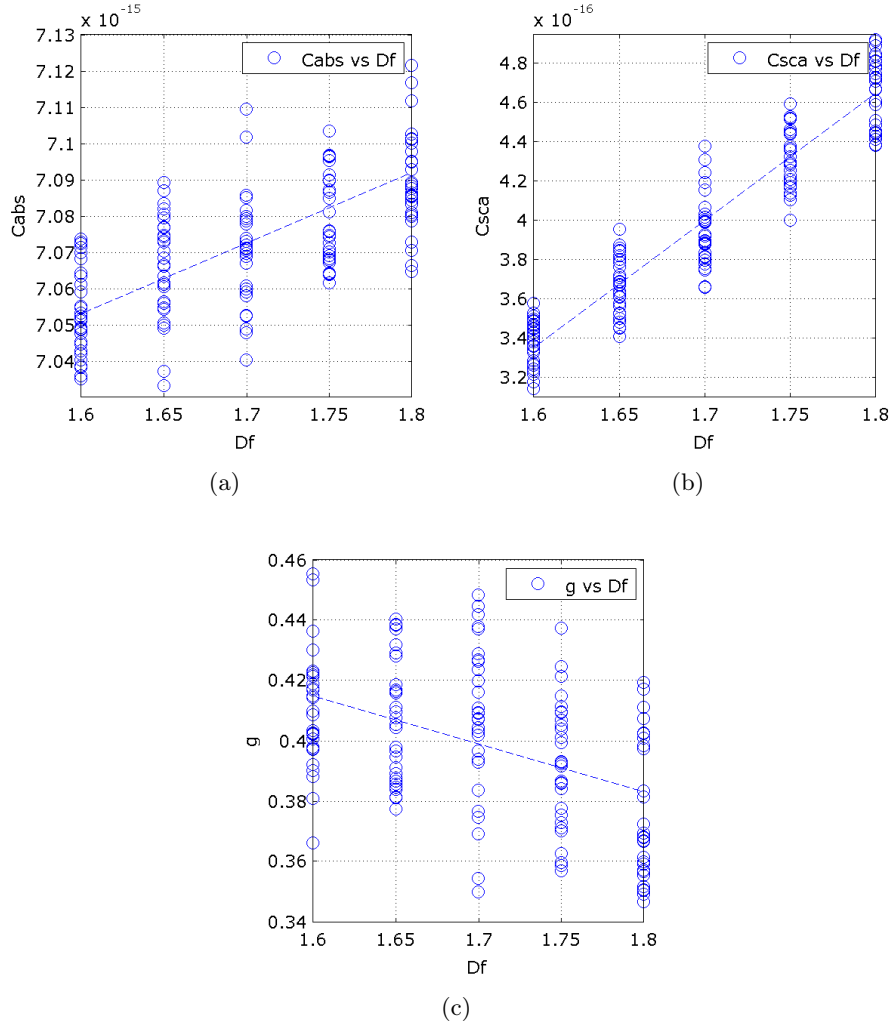 x 10⁻¹⁵
7.13
7.12
7.11
7.1
7.09
7.08
7.07
7.06
7.05
7.04
Cabs
Cabs vs Df
1.6 1.65 1.7 1.75 1.8
Df
(a)
x 10⁻¹⁶
4.8
4.6
4.4
4.2
4
3.8
3.6
3.4
3.2
Csca
Csca vs Df
1.6 1.65 1.7 1.75 1.8
Df
(b)
0.46
0.44
0.42
0.4
0.38
0.36
0.34
g
g vs Df
1.6 1.65 1.7 1.75 1.8
Df
(c)